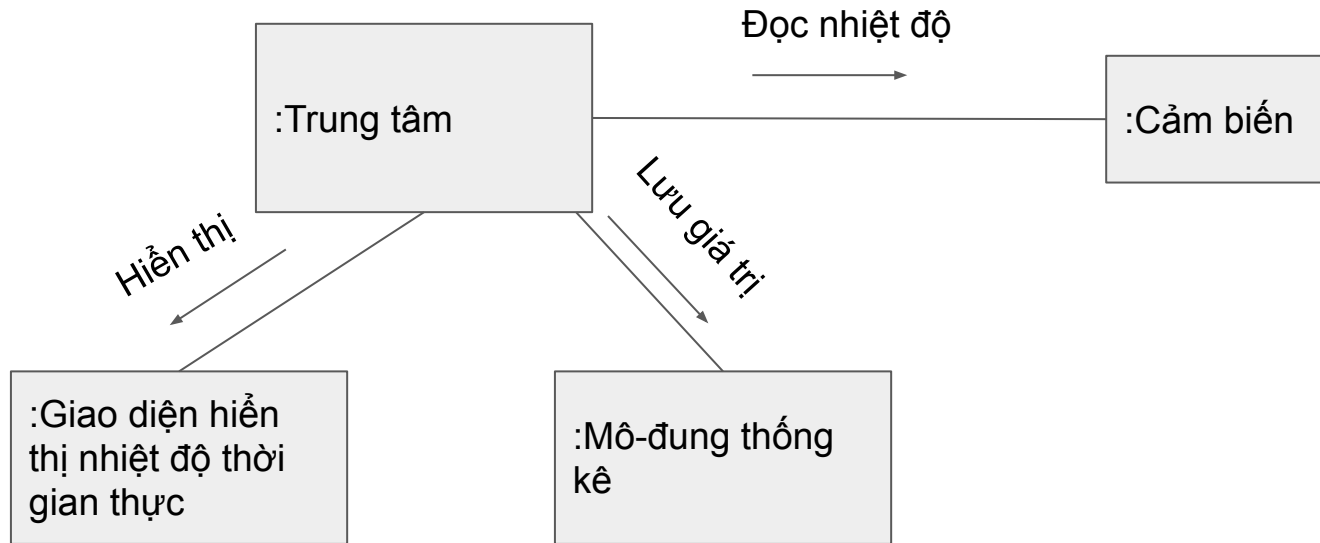 Đọc nhiệt độ
:Trung tâm
:Cảm biến
Hiển thị
Lưu giá trị
:Giao diện hiển
thị nhiệt độ thời
gian thực
:Mô-đung thống
kê